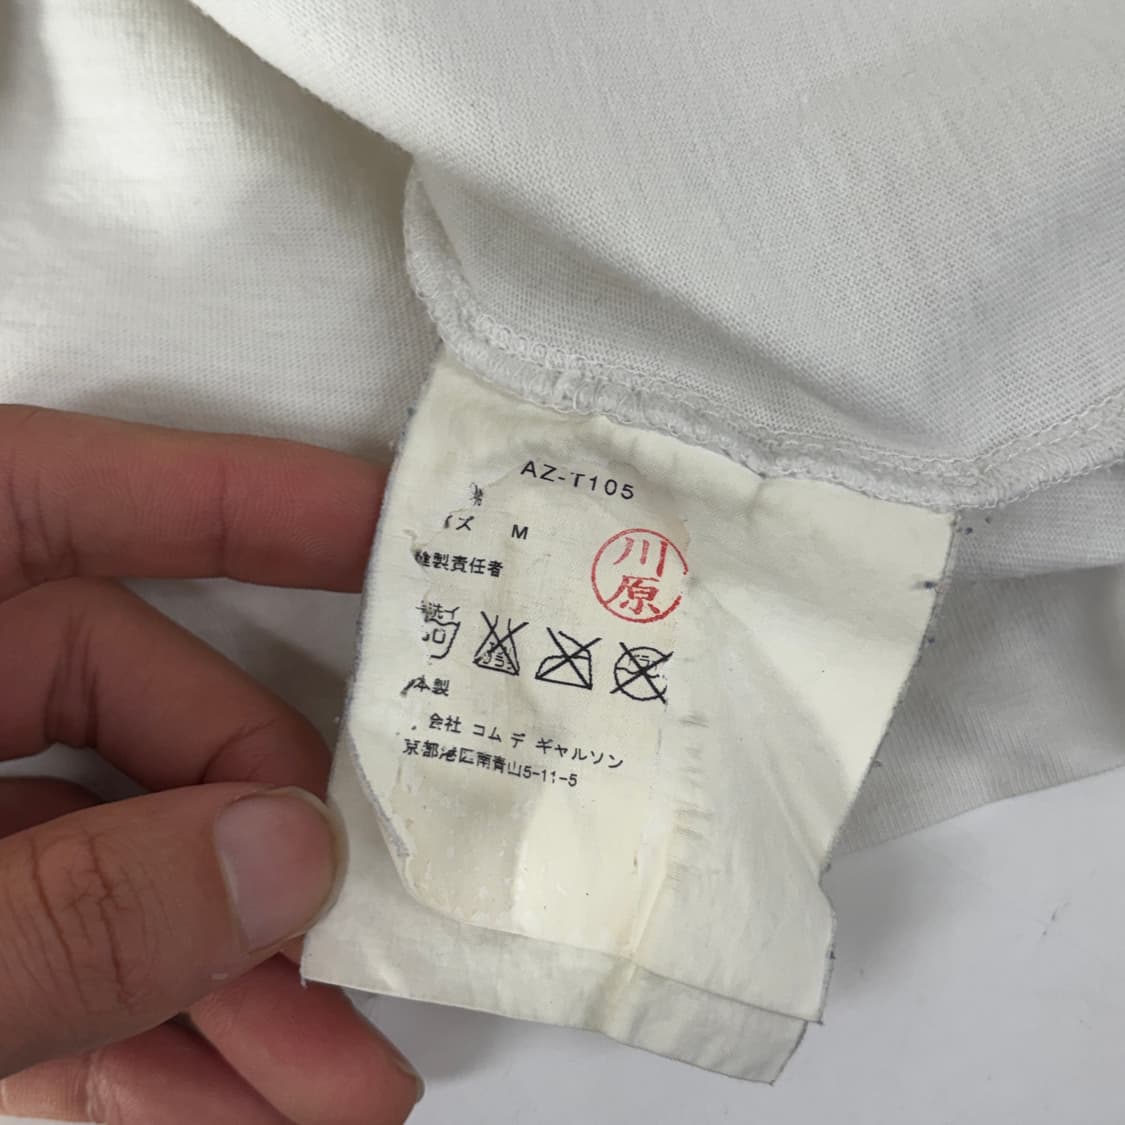 AZ-T105
イズ M
縫製責任者
川原
本製
会社 コム デ ギャルソン
京都港区南青山5-11-5